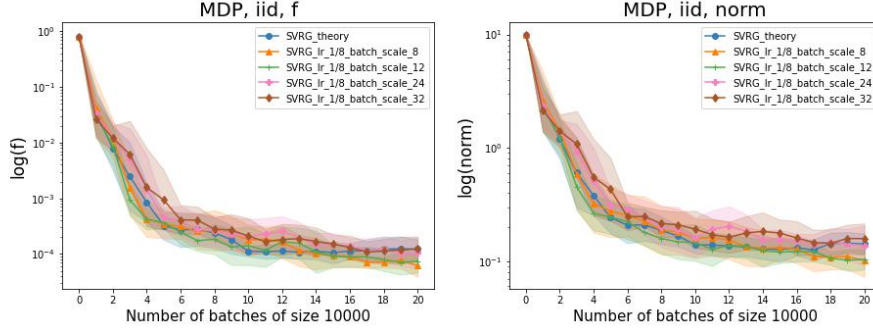 MDP, iid, f
10⁰
10⁻¹
10⁻²
10⁻³
10⁻⁴
log(f)
SVRG_theory
SVRG_lr_1/8_batch_scale_8
SVRG_lr_1/8_batch_scale_12
SVRG_lr_1/8_batch_scale_24
SVRG_lr_1/8_batch_scale_32
0 2 4 6 8 10 12 14 16 18 20
Number of batches of size 10000
MDP, iid, norm
10¹
10⁰
10⁻¹
log(norm)
SVRG_theory
SVRG_lr_1/8_batch_scale_8
SVRG_lr_1/8_batch_scale_12
SVRG_lr_1/8_batch_scale_24
SVRG_lr_1/8_batch_scale_32
0 2 4 6 8 10 12 14 16 18 20
Number of batches of size 10000